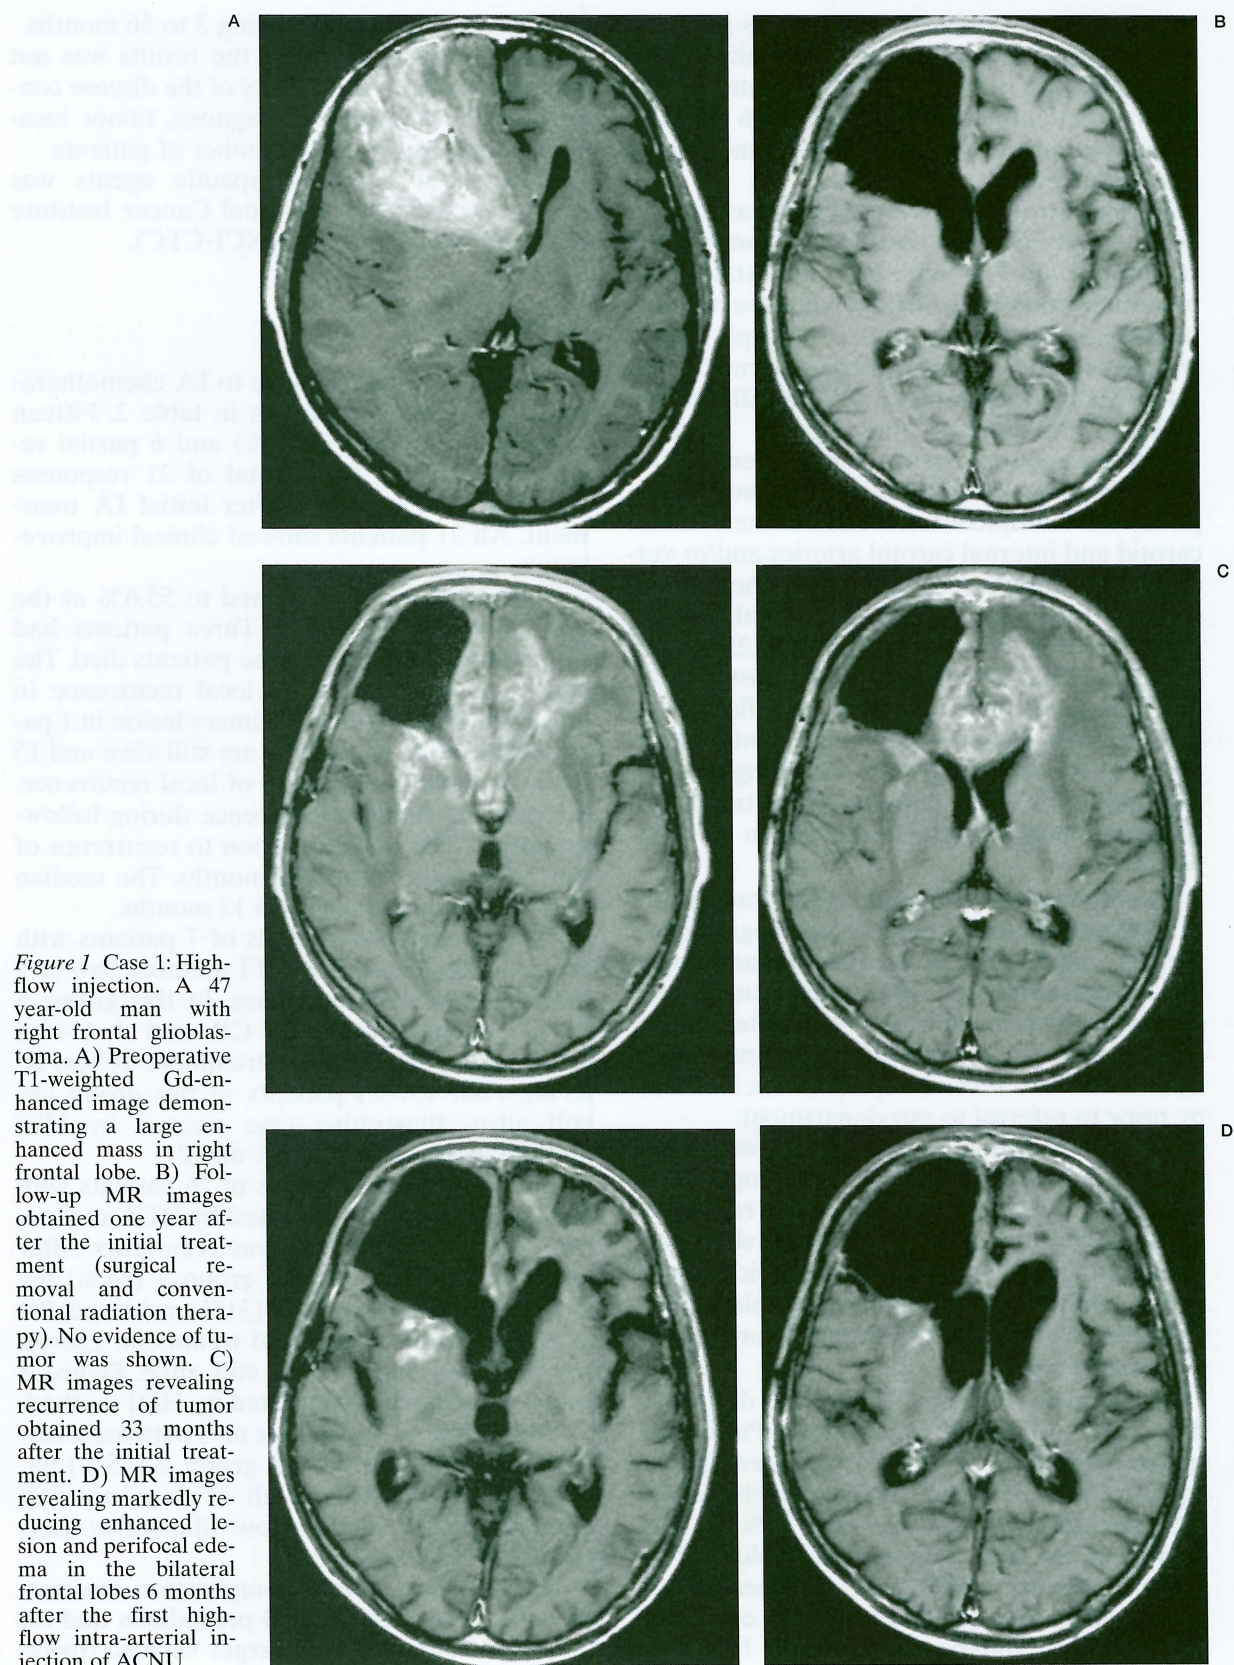 A
B
C
D
Figure 1 Case 1: High-
flow injection. A 47
year-old man with
right frontal glioblas-
toma. A) Preoperative
T1-weighted Gd-en-
hanced image demon-
strating a large en-
hanced mass in right
frontal lobe. B) Fol-
low-up MR images
obtained one year af-
ter the initial treat-
ment (surgical re-
moval and conven-
tional radiation thera-
py). No evidence of tu-
mor was shown. C)
MR images revealing
recurrence of tumor
obtained 33 months
after the initial treat-
ment. D) MR images
revealing markedly re-
ducing enhanced le-
sion and perifocal ede-
ma in the bilateral
frontal lobes 6 months
after the first high-
flow intra-arterial in-
jection of ACNU